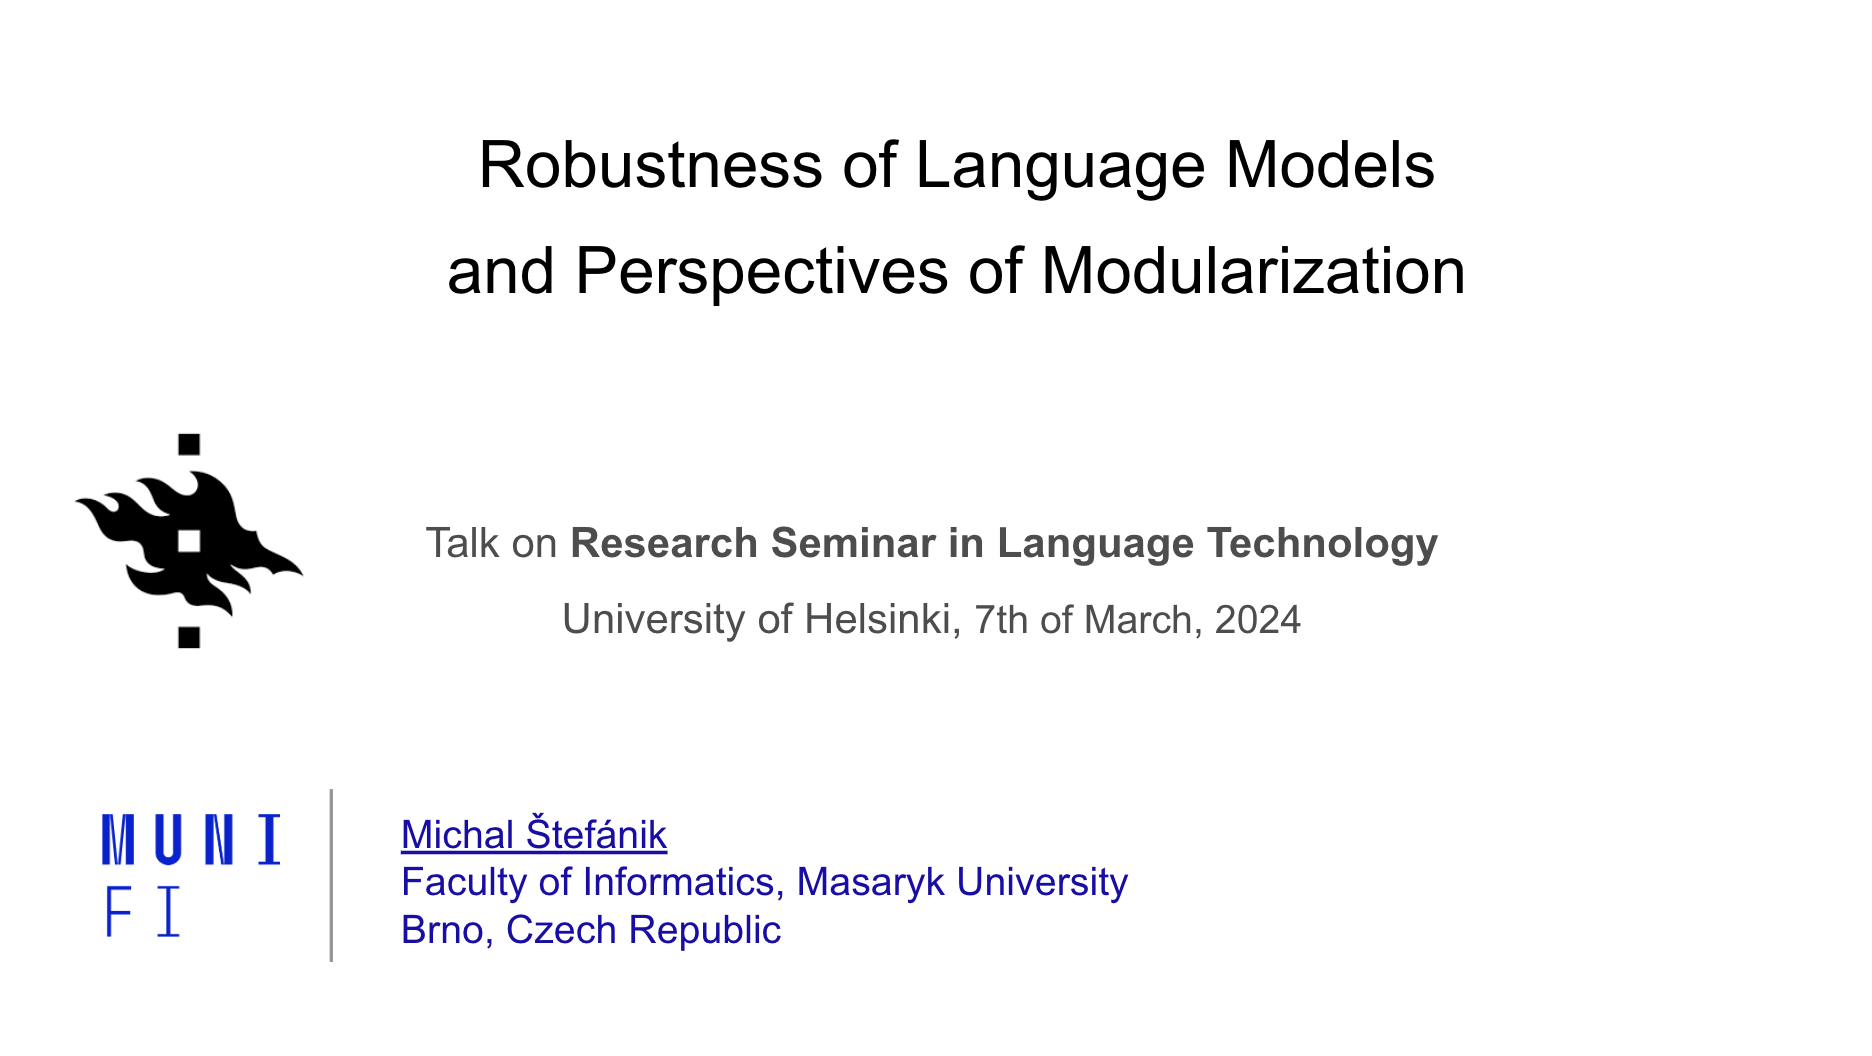 Robustness of Language Models
and Perspectives of Modularization
Talk on Research Seminar in Language Technology
University of Helsinki, 7th of March, 2024
MUNI
FI
Michal Štefánik
Faculty of Informatics, Masaryk University
Brno, Czech Republic